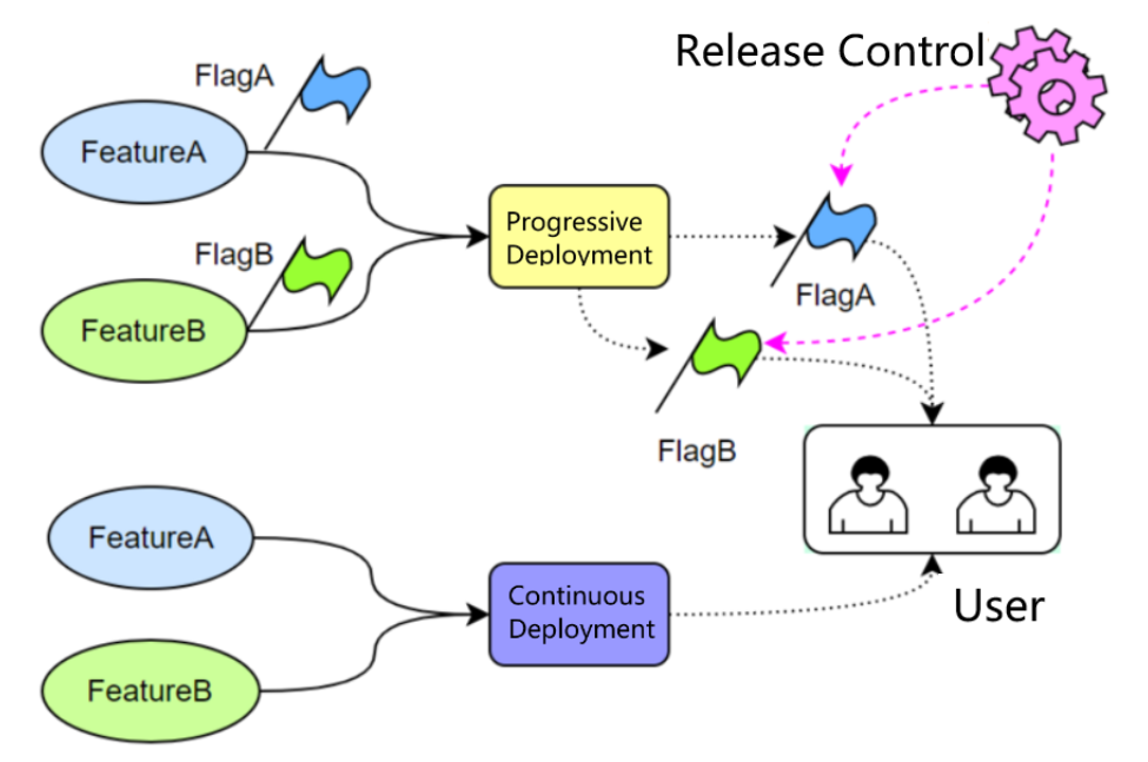 Release Control
FlagA
FeatureA
Progressive
Deployment
FlagB
FlagA
FeatureB
FlagB
FeatureA
Continuous
Deployment
User
FeatureB